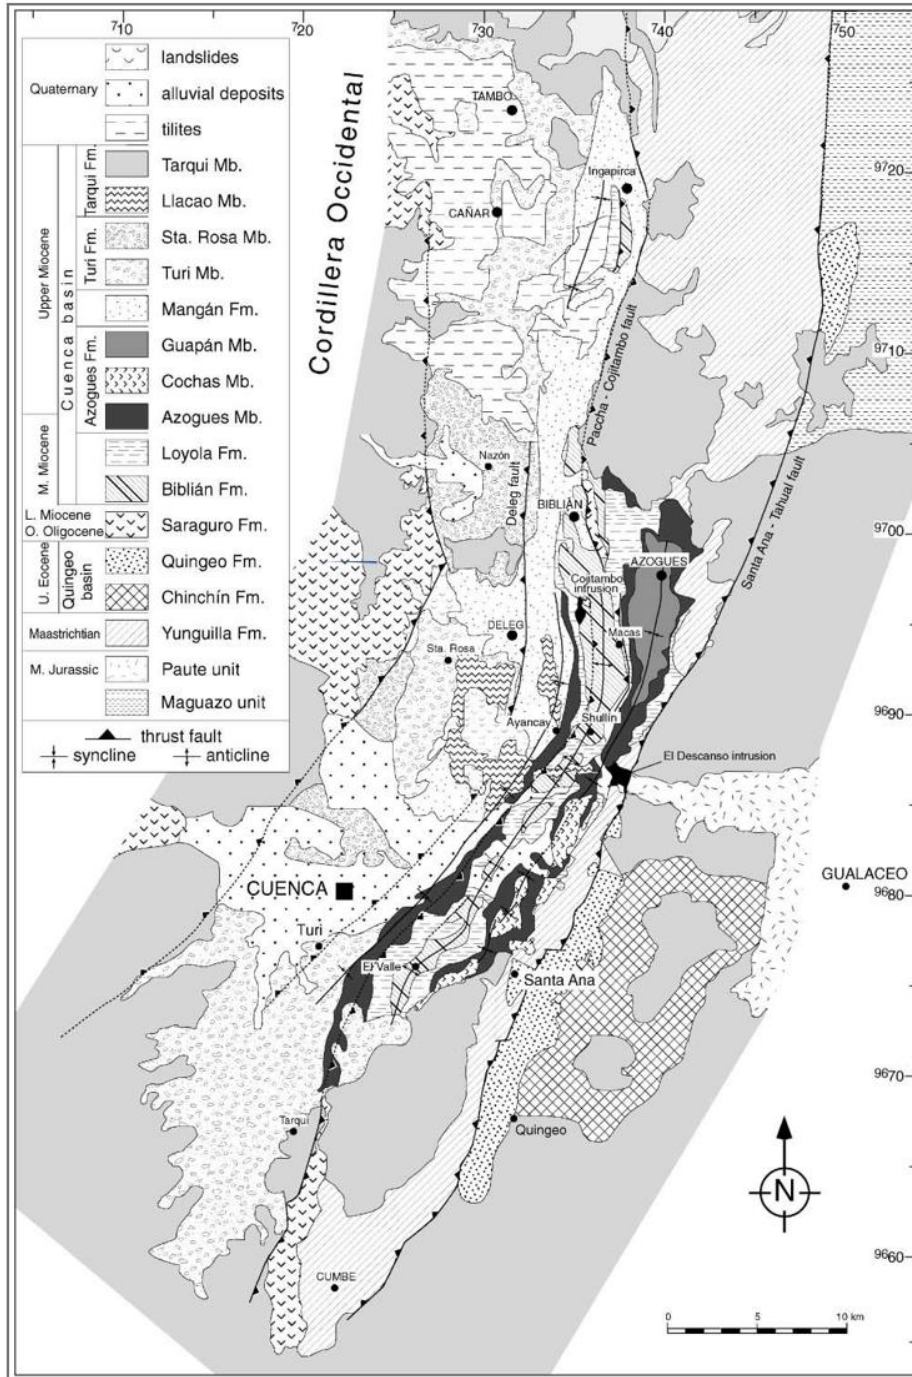 710
720
730
740
750
landslides
Quaternary
alluvial deposits
tilites
Upper Miocene
Cuenca basin
Tarqui Fm.
Tarqui Mb.
Llacao Mb.
Turi Fm.
Sta. Rosa Mb.
Turi Mb.
Mangán Fm.
Azogues Fm.
Guapán Mb.
Cochas Mb.
Azogues Mb.
M. Miocene
Loyola Fm.
Biblián Fm.
L. Miocene
O. Oligocene
Saraguro Fm.
U. Eocene
Quingeo basin
Quingeo Fm.
Chinchín Fm.
Maastrichtian
Yunguilla Fm.
M. Jurassic
Paute unit
Maguazo unit
thrust fault
syncline
anticline
Cordillera Occidental
TAMBO
Ingapirca
CAÑAR
9720
9710
Paccha - Cojitambo fault
Nazón
Deleg fault
BIBLIAN
Santa Ana - Tahual fault
9700
AZOGUES
Cojitambo
intrusion
DELEG
Macas
Sta. Rosa
9690
Ayancay
Shullin
El Descanso intrusion
CUENCA
GUALACEO
9680
Turi
El Valle
Santa Ana
9670
Tarqui
Quingeo
N
9660
CUMBE
0
5
10 km